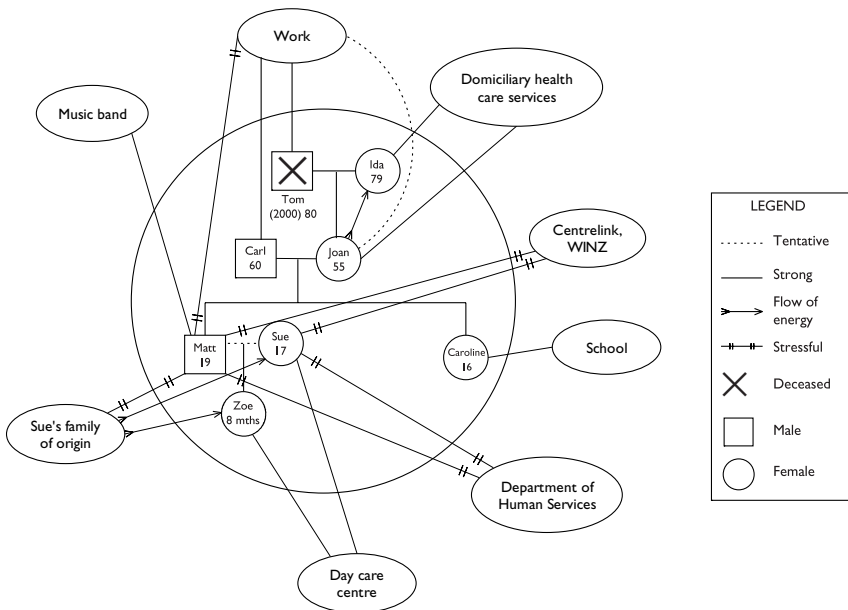 Work
Domiciliary health
care services
Music band
Ida
79
Tom
(2000) 80
Carl
60
Joan
55
Centrelink,
WINZ
Matt
19
Sue
17
Caroline
16
School
Zoe
8 mths
Sue's family
of origin
Department of
Human Services
Day care
centre
LEGEND
Tentative
Strong
Flow of
energy
Stressful
Deceased
Male
Female